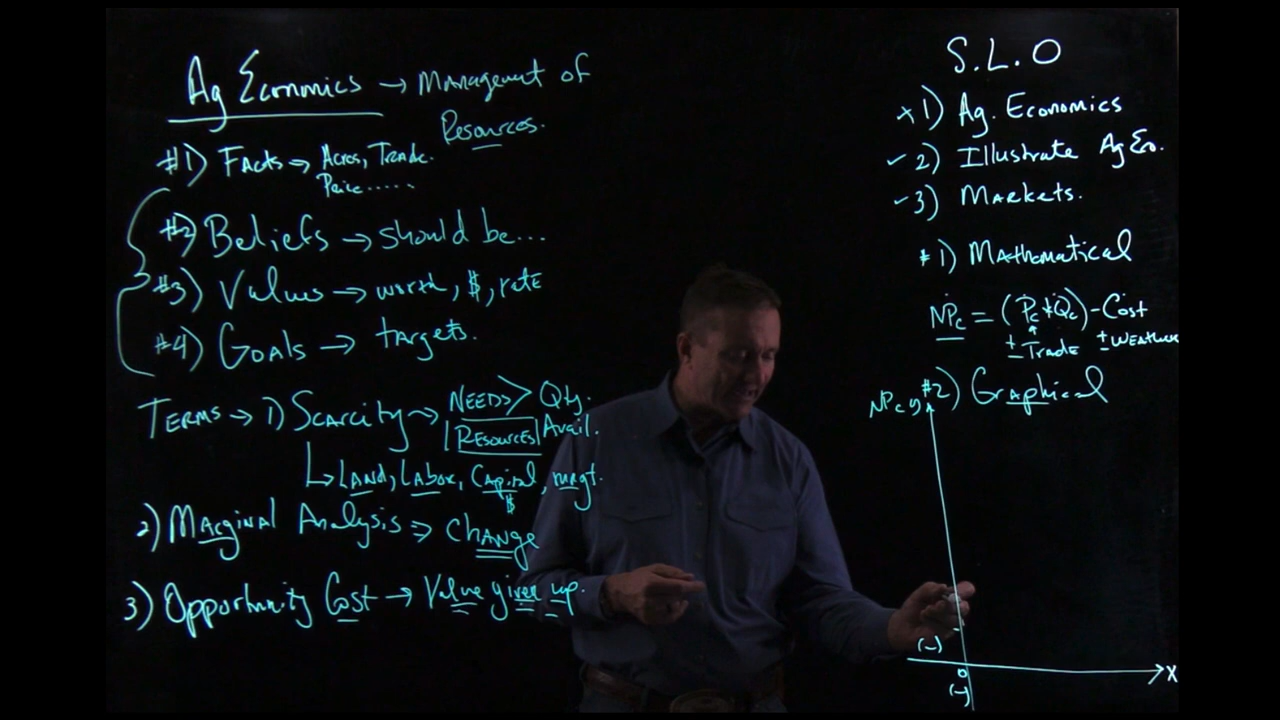 Ag Economics → Management of
Resources.
#1) Facts → Acres, Trade.
Price.....
#2) Beliefs → should be...
#3) Values → worth, $, rate
#4) Goals → targets.
Terms → 1) Scarcity → Needs > Qty.
Resources Avail.
↳ Land, Labor, Capital, mngt.
$
2) Marginal Analysis ⇒ Change
3) Opportunity Cost → Value given up.
S.L.O
*1) Ag. Economics
✓2) Illustrate Ag Eco.
✓3) Markets.
#1) Mathematical
NPc = (Pc * Qc) - Cost
± Trade ± Weather
#2) Graphical
NPc y
(-)
0
(-)
X